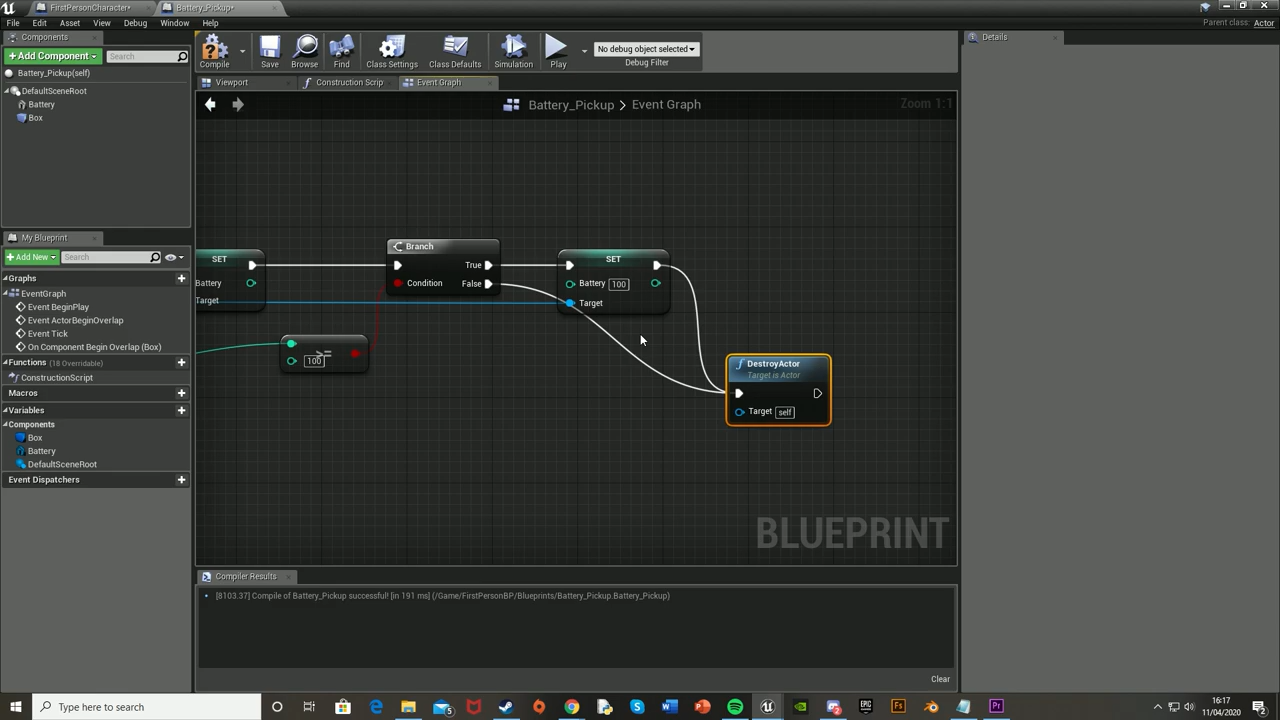 FirstPersonCharacter*
Battery_Pickup*
File Edit Asset View Debug Window Help
Parent class: Actor
Components
Add Component
Search
Battery_Pickup(self)
DefaultSceneRoot
Battery
Box
Compile
Save
Browse
Find
Class Settings
Class Defaults
Simulation
Play
No debug object selected
Debug Filter
Details
Viewport
Construction Scrip
Event Graph
Battery_Pickup > Event Graph
Zoom 1:1
SET
Battery
Target
Branch
True
Condition
False
SET
Battery 100
Target
>=
100
DestroyActor
Target is Actor
Target self
BLUEPRINT
My Blueprint
Add New
Search
Graphs
EventGraph
Event BeginPlay
Event ActorBeginOverlap
Event Tick
On Component Begin Overlap (Box)
Functions (18 Overridable)
ConstructionScript
Macros
Variables
Components
Box
Battery
DefaultSceneRoot
Event Dispatchers
Compiler Results
[8103.37] Compile of Battery_Pickup successful! [in 191 ms] (/Game/FirstPersonBP/Blueprints/Battery_Pickup.Battery_Pickup)
Clear
Type here to search
16:17
11/04/2020